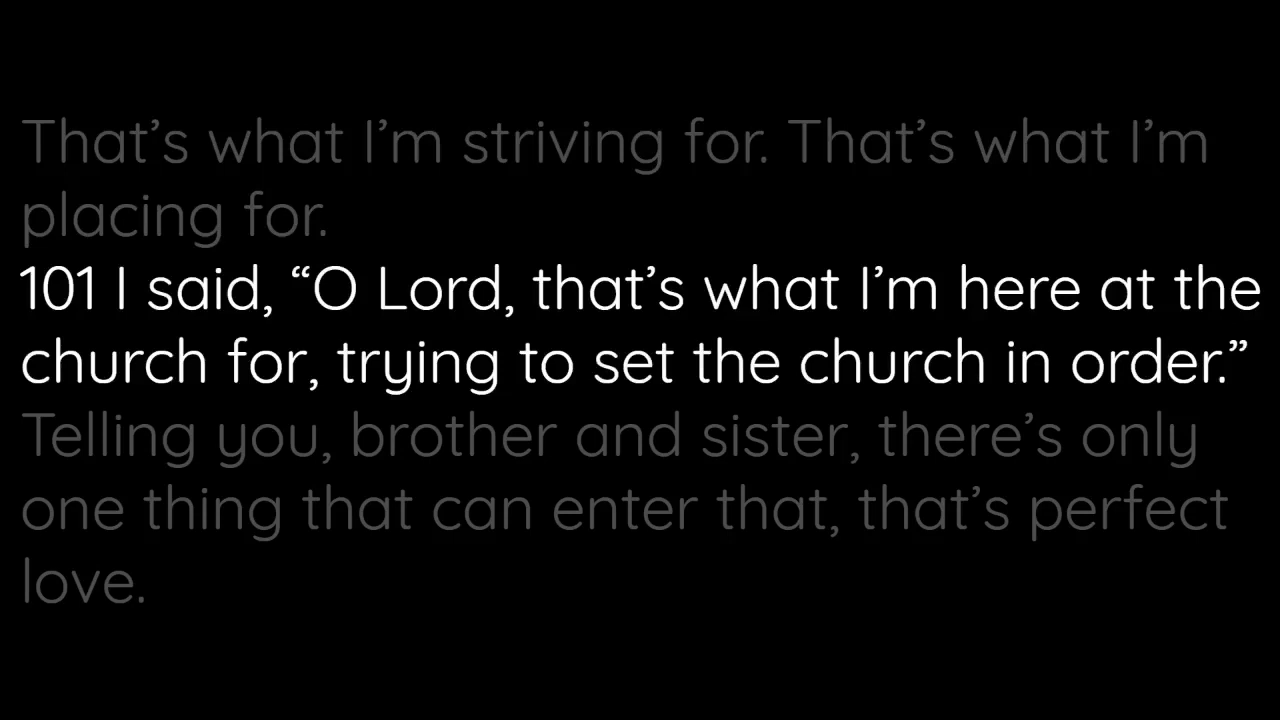 That’s what I’m striving for. That’s what I’m
placing for.
101 I said, “O Lord, that’s what I’m here at the
church for, trying to set the church in order.”
Telling you, brother and sister, there’s only
one thing that can enter that, that’s perfect
love.